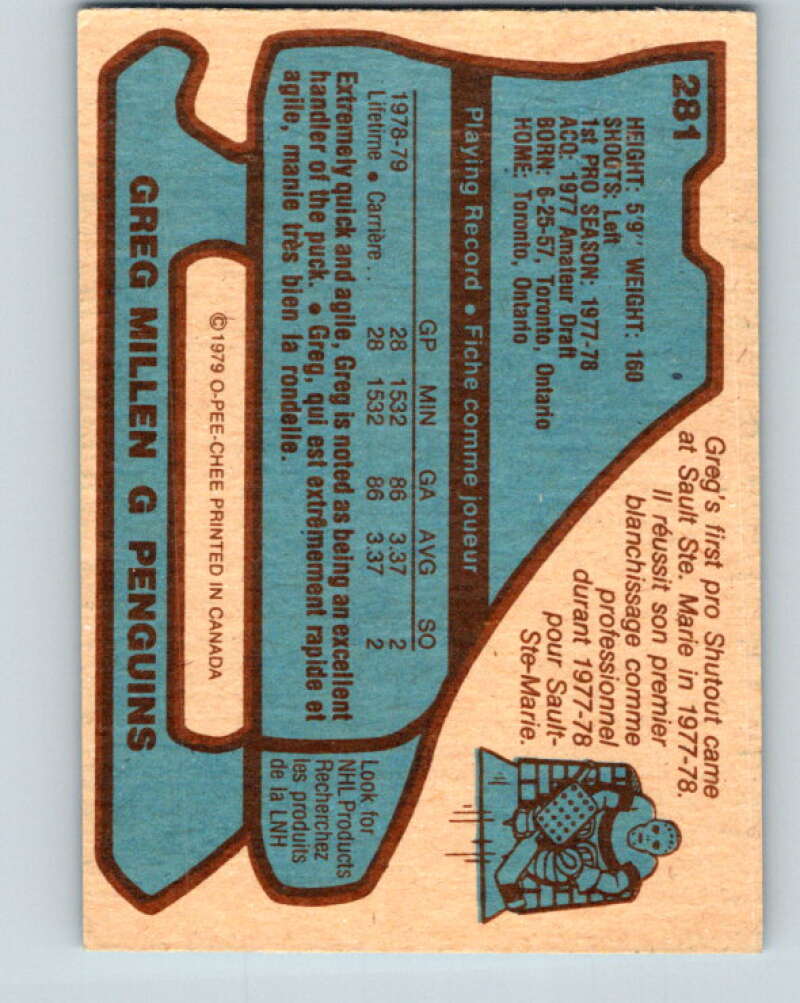 281
HEIGHT: 5'9" WEIGHT: 160
SHOOTS: Left
1st PRO SEASON: 1977-78
ACQ: 1977 Amateur Draft
BORN: 6-25-57, Toronto, Ontario
HOME: Toronto, Ontario
Greg's first pro Shutout came
at Sault Ste. Marie in 1977-78.
Il réussit son premier
blanchissage comme
professionnel
durant 1977-78
pour Sault-
Ste-Marie.
Playing Record • Fiche comme joueur
GP MIN GA AVG SO
1978-79 28 1532 86 3.37 2
Lifetime • Carrière .. 28 1532 86 3.37 2
Extremely quick and agile, Greg is noted as being an excellent
handler of the puck. • Greg, qui est extrêmement rapide et
agile, manie très bien la rondelle.
Look for
NHL Products
Recherchez
les produits
de la LNH
©1979 O-PEE-CHEE PRINTED IN CANADA
GREG MILLEN G PENGUINS